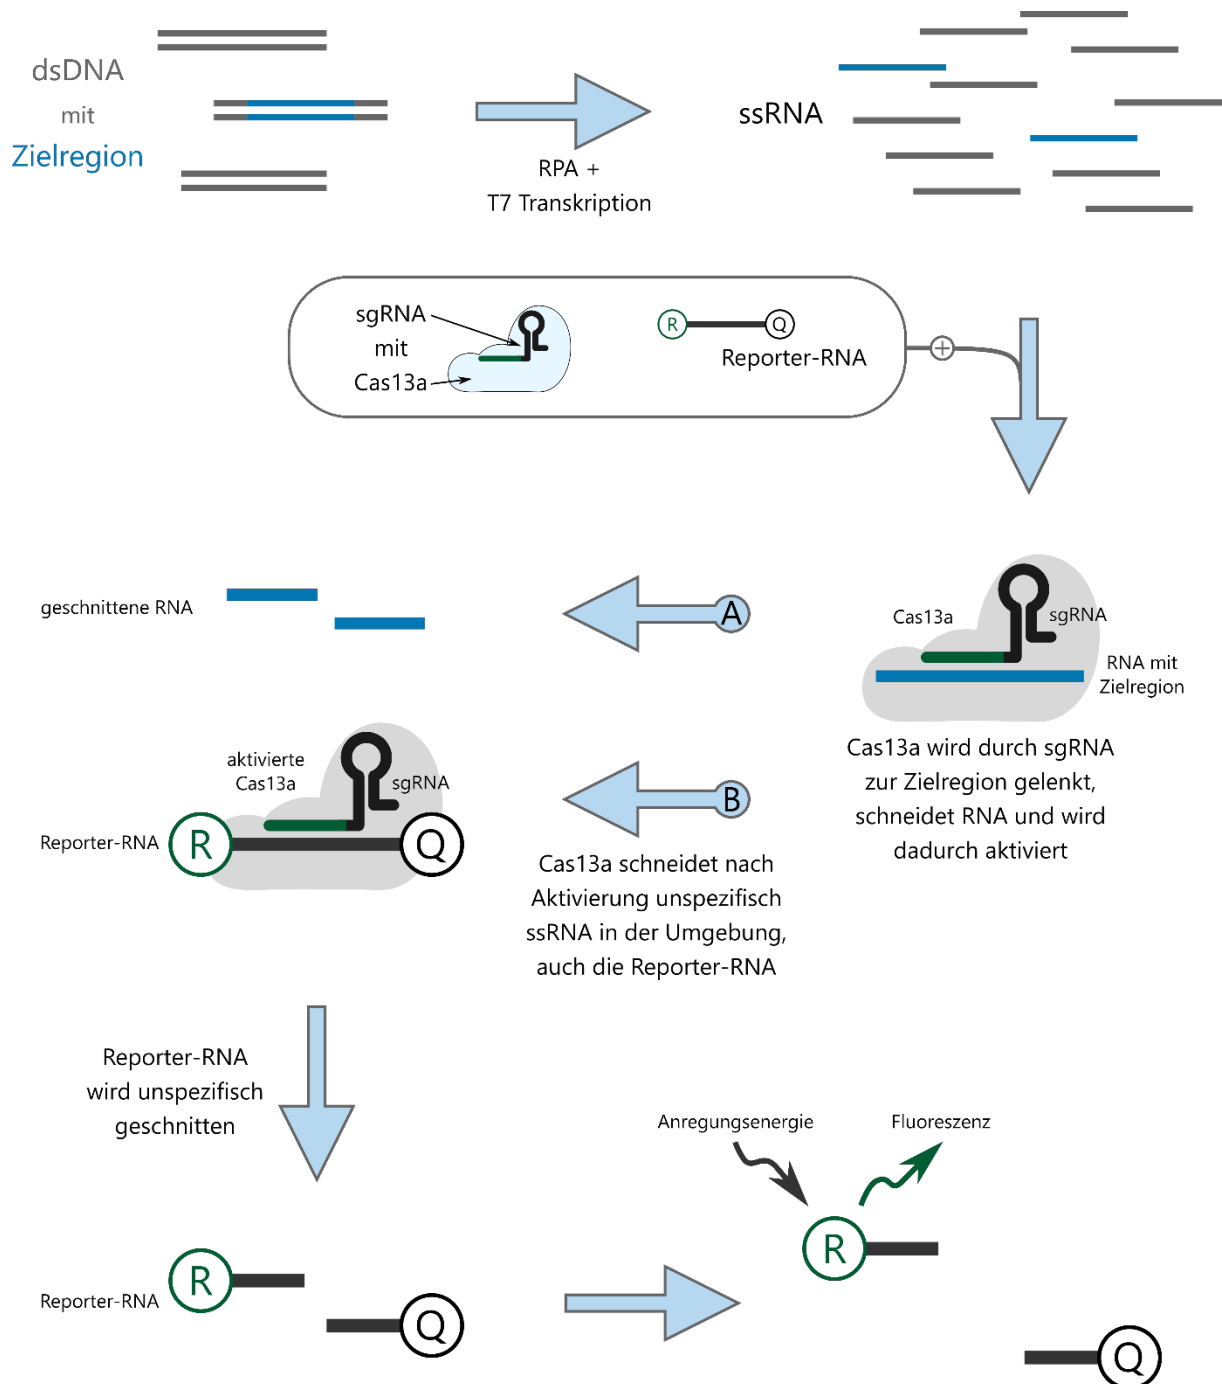 dsDNA
mit
Zielregion
RPA +
T7 Transkription
ssRNA
sgRNA
mit
Cas13a
R
Q
Reporter-RNA
+
geschnittene RNA
A
Cas13a
sgRNA
RNA mit
Zielregion
Cas13a wird durch sgRNA
zur Zielregion gelenkt,
schneidet RNA und wird
dadurch aktiviert
aktivierte
Cas13a
sgRNA
Reporter-RNA
R
Q
B
Cas13a schneidet nach
Aktivierung unspezifisch
ssRNA in der Umgebung,
auch die Reporter-RNA
Reporter-RNA
wird unspezifisch
geschnitten
Reporter-RNA
R
Q
Anregungsenergie
Fluoreszenz
R
Q